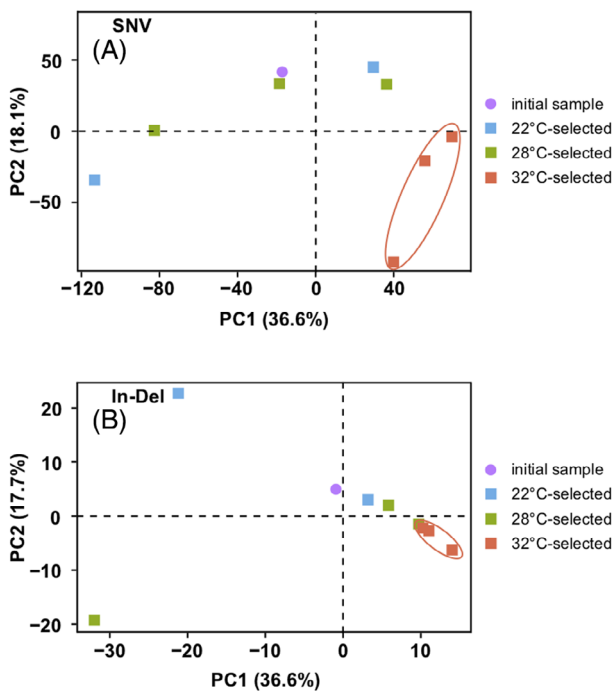 SNV
(A)
50
0
−50
−120
−80
−40
0
40
PC2 (18.1%)
PC1 (36.6%)
initial sample
22°C-selected
28°C-selected
32°C-selected
In-Del
(B)
20
10
0
−10
−20
−30
−20
−10
0
10
PC2 (17.7%)
PC1 (36.6%)
initial sample
22°C-selected
28°C-selected
32°C-selected